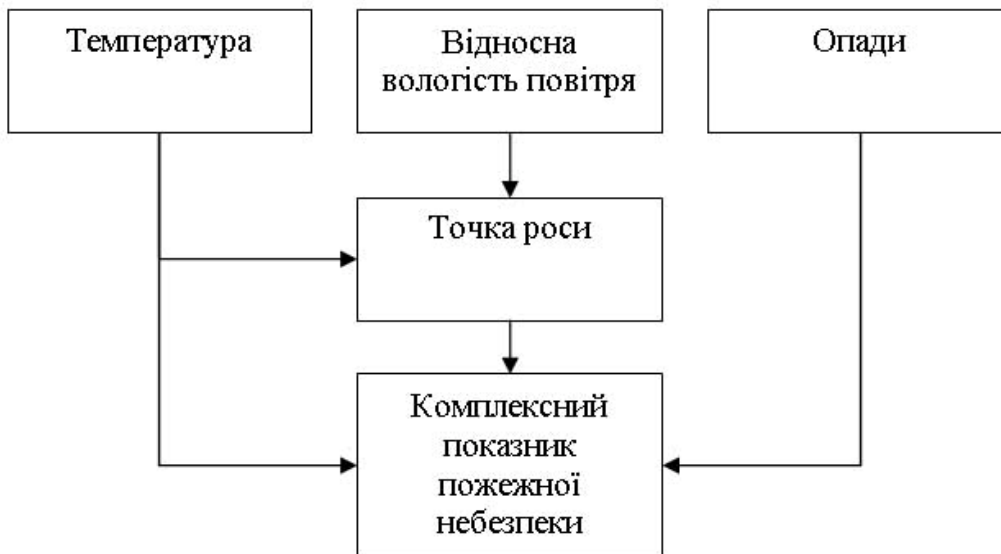 Температура
Відносна
вологість повітря
Опади
Точка роси
Комплексний
показник
пожежної
небезпеки